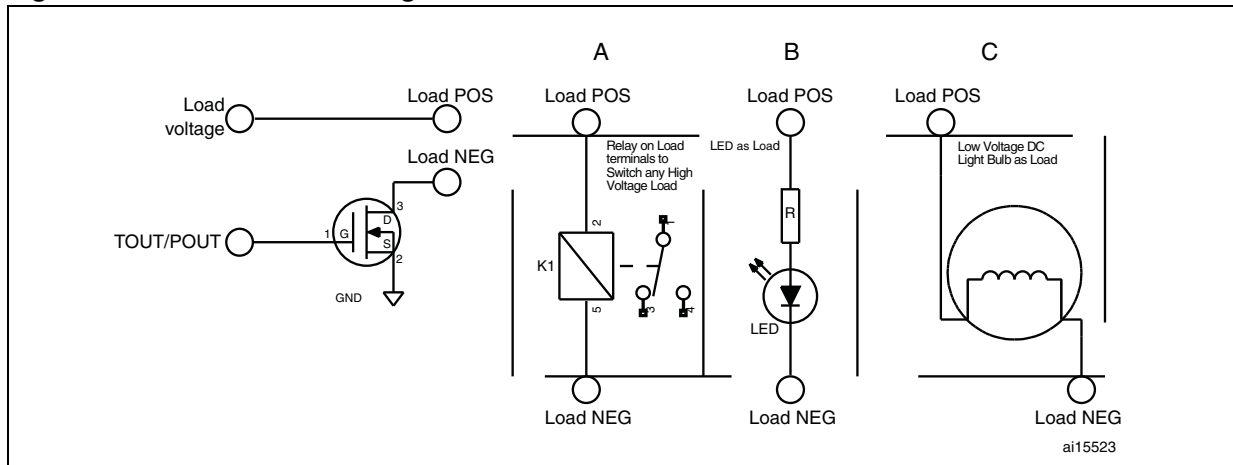 A
B
C
Load
voltage
Load POS
Load NEG
TOUT/POUT
1
G
D
S
3
2
GND
Load POS
Relay on Load
terminals to
Switch any High
Voltage Load
K1
2
5
1
3
4
Load NEG
Load POS
LED as Load
R
LED
Load NEG
Load POS
Low Voltage DC
Light Bulb as Load
Load NEG
ai15523